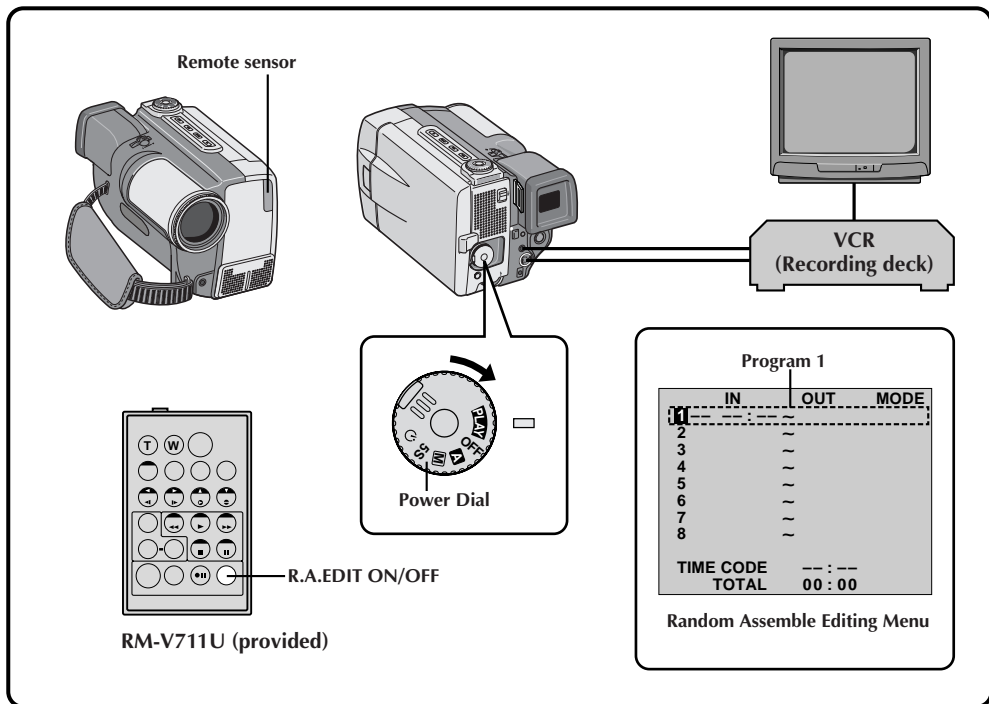 Remote sensor
VCR
(Recording deck)
PLAY
OFF
A
M
5S
Power Dial
T W
R.A.EDIT ON/OFF
RM-V711U (provided)
Program 1
IN OUT MODE
1 –– ––:–– ~
2 ~
3 ~
4 ~
5 ~
6 ~
7 ~
8 ~
TIME CODE ––:––
TOTAL 00:00
Random Assemble Editing Menu